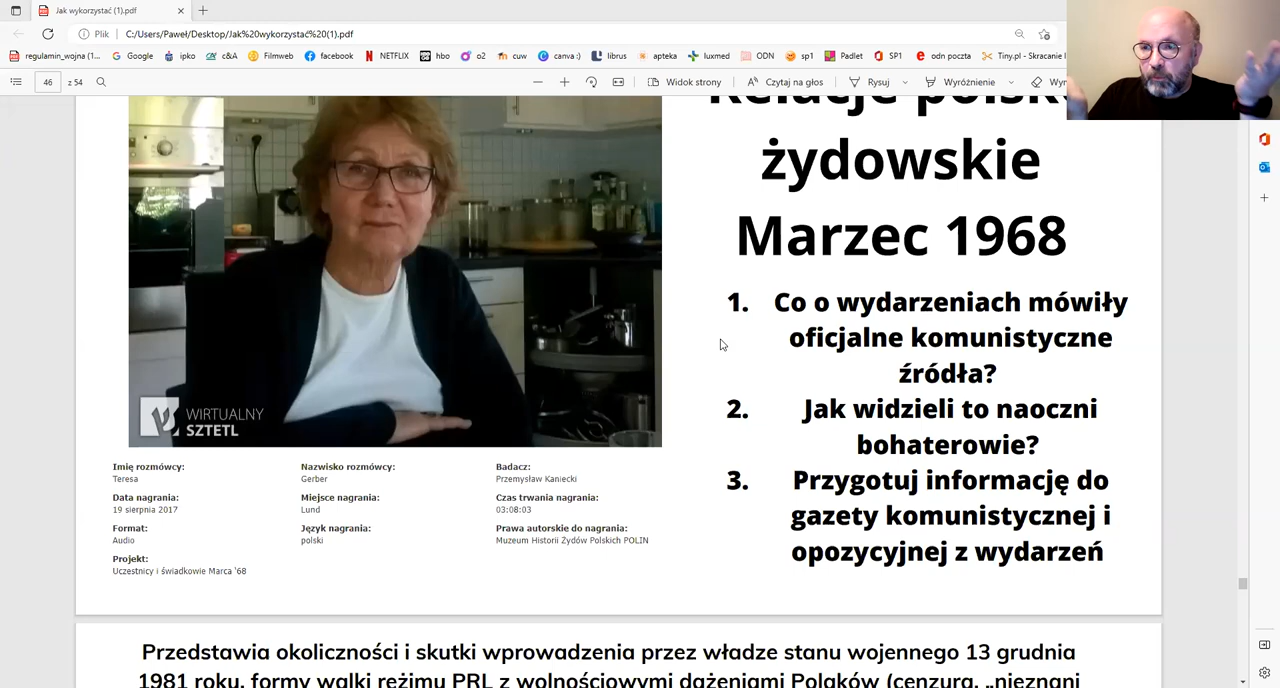 Jak wykorzystać (1).pdf
Plik C:/Users/Paweł/Desktop/Jak%20wykorzystać%20(1).pdf
regulamin_wojna (1... Google ipko c&A Filmweb facebook NETFLIX hbo o2 cuw canva :) librus apteka luxmed ODN sp1 Padlet SP1 odn poczta Tiny.pl - Skracanie l
46 z 54 Widok strony Czytaj na głos Rysuj Wyróżnienie
Relacje polsko
żydowskie
Marzec 1968
1. Co o wydarzeniach mówiły
oficjalne komunistyczne
źródła?
2. Jak widzieli to naoczni
bohaterowie?
3. Przygotuj informację do
gazety komunistycznej i
opozycyjnej z wydarzeń
WIRTUALNY
SZTETL
Imię rozmówcy: Nazwisko rozmówcy: Badacz:
Teresa Gerber Przemysław Kaniecki
Data nagrania: Miejsce nagrania: Czas trwania nagrania:
19 sierpnia 2017 Lund 03:08:03
Format: Język nagrania: Prawa autorskie do nagrania:
Audio polski Muzeum Historii Żydów Polskich POLIN
Projekt:
Uczestnicy i świadkowie Marca '68
Przedstawia okoliczności i skutki wprowadzenia przez władze stanu wojennego 13 grudnia
1981 roku, formy walki reżimu PRL z wolnościowymi dążeniami Polaków (cenzura, „nieznani